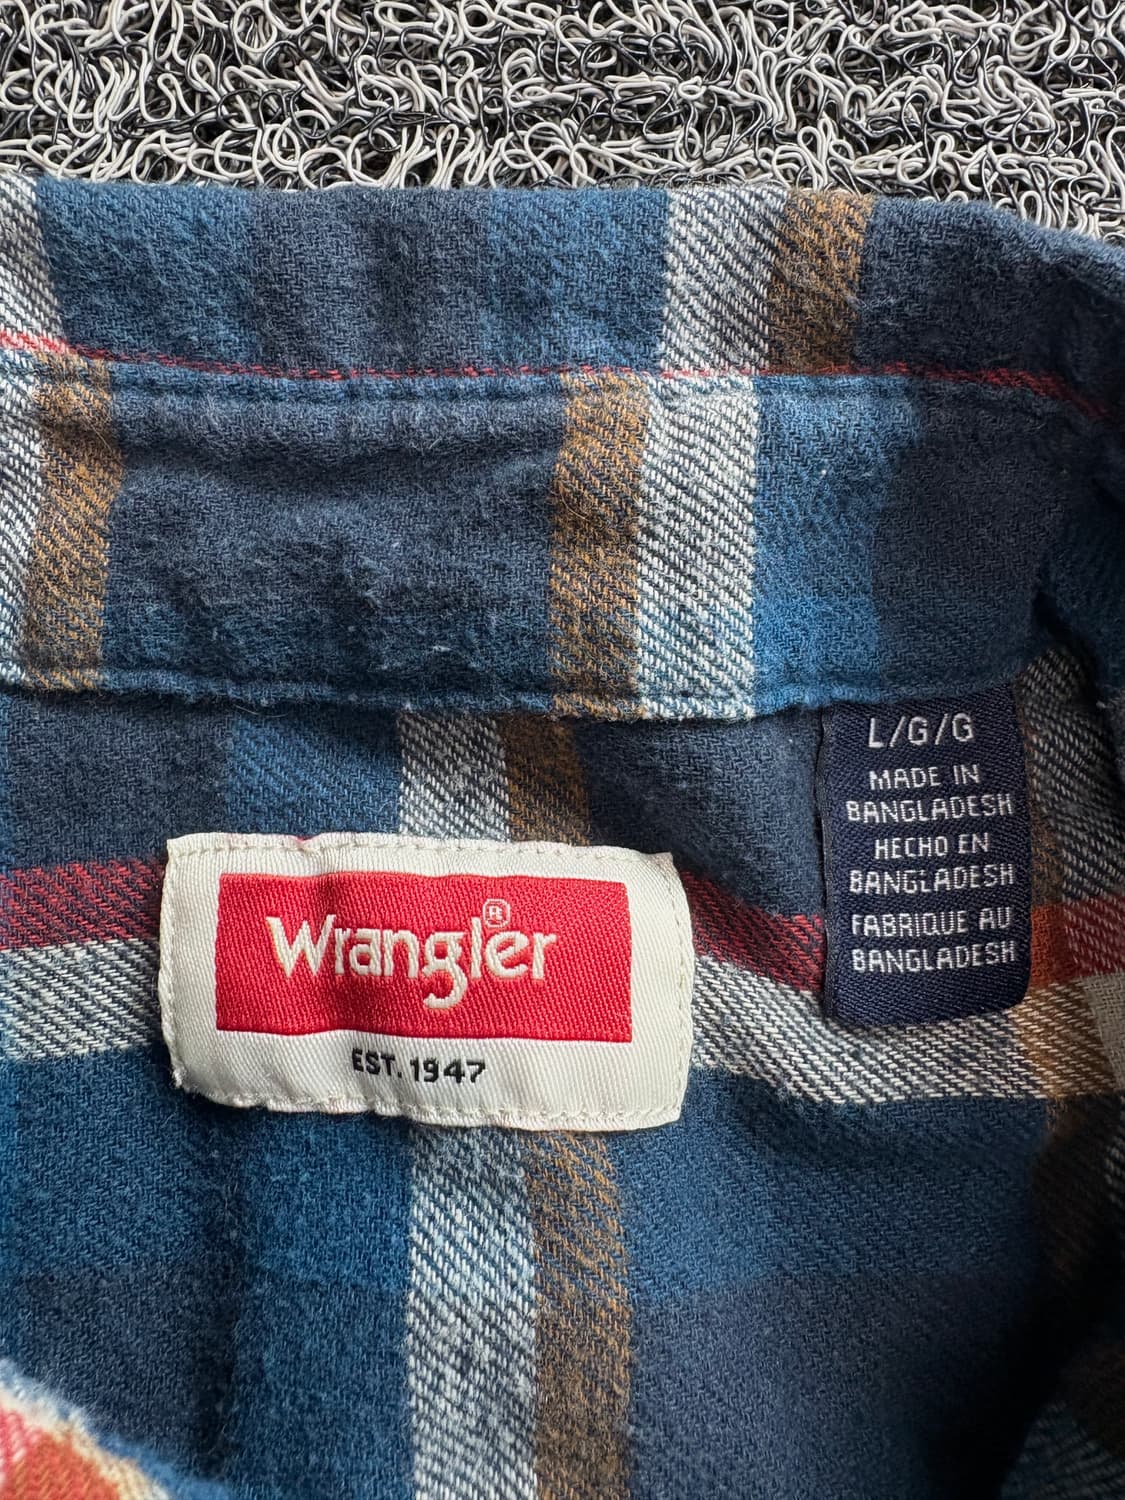 L/G/G
MADE IN
BANGLADESH
HECHO EN
BANGLADESH
FABRIQUE AU
BANGLADESH
Wrangler®
EST. 1947